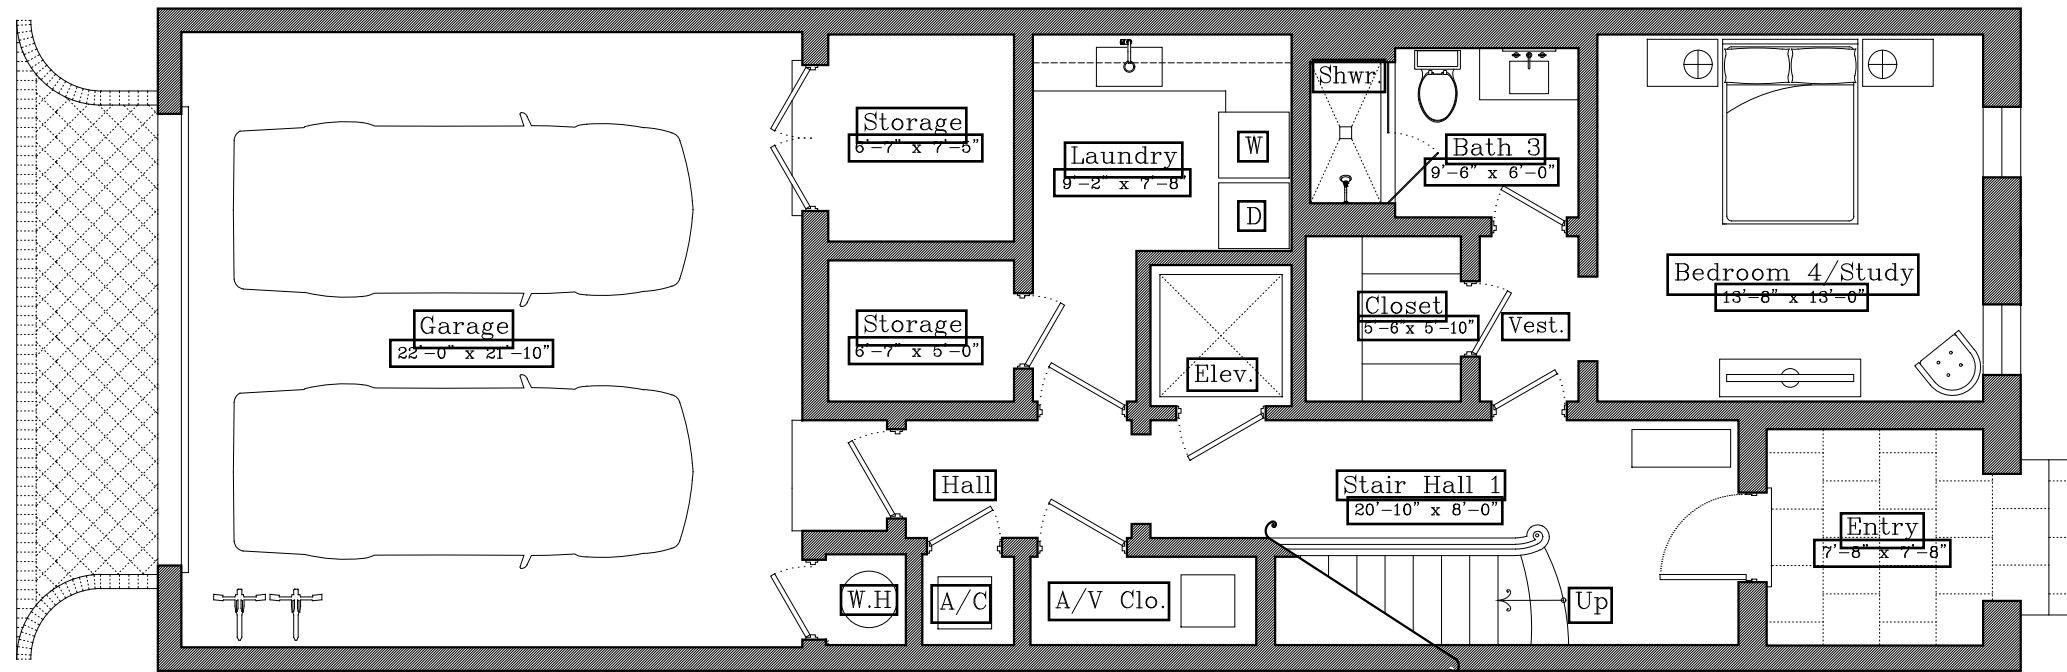 Storage
6'-7" x 7'-5"
Laundry
9'-2" x 7'-8"
W
D
Shwr.
Bath 3
9'-6" x 6'-0"
Bedroom 4/Study
13'-8" x 13'-0"
Garage
22'-0" x 21'-10"
Storage
6'-7" x 5'-0"
Elev.
Closet
5'-6"x 5'-10"
Vest.
Hall
Stair Hall 1
20'-10" x 8'-0"
Entry
7'-8" x 7'-8"
W.H
A/C
A/V Clo.
Up